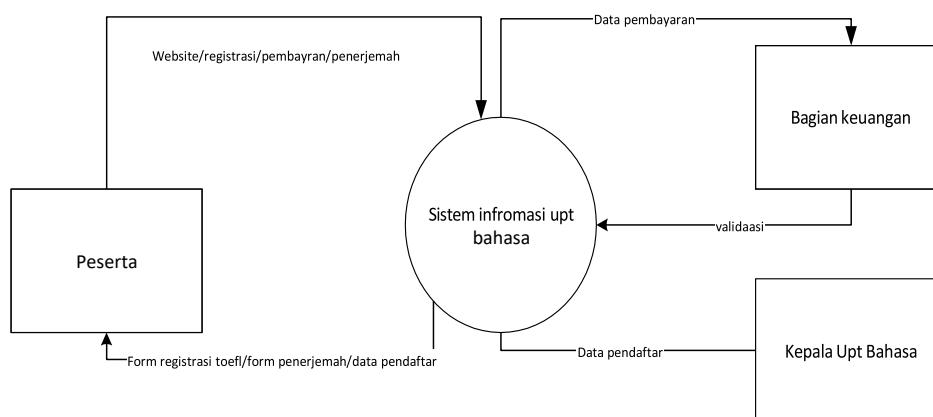 Data pembayaran
Website/registrasi/pembayran/penerjemah
Bagian keuangan
Sistem infromasi upt
bahasa
validaasi
Peserta
Form registrasi toefl/form penerjemah/data pendaftar
Data pendaftar
Kepala Upt Bahasa